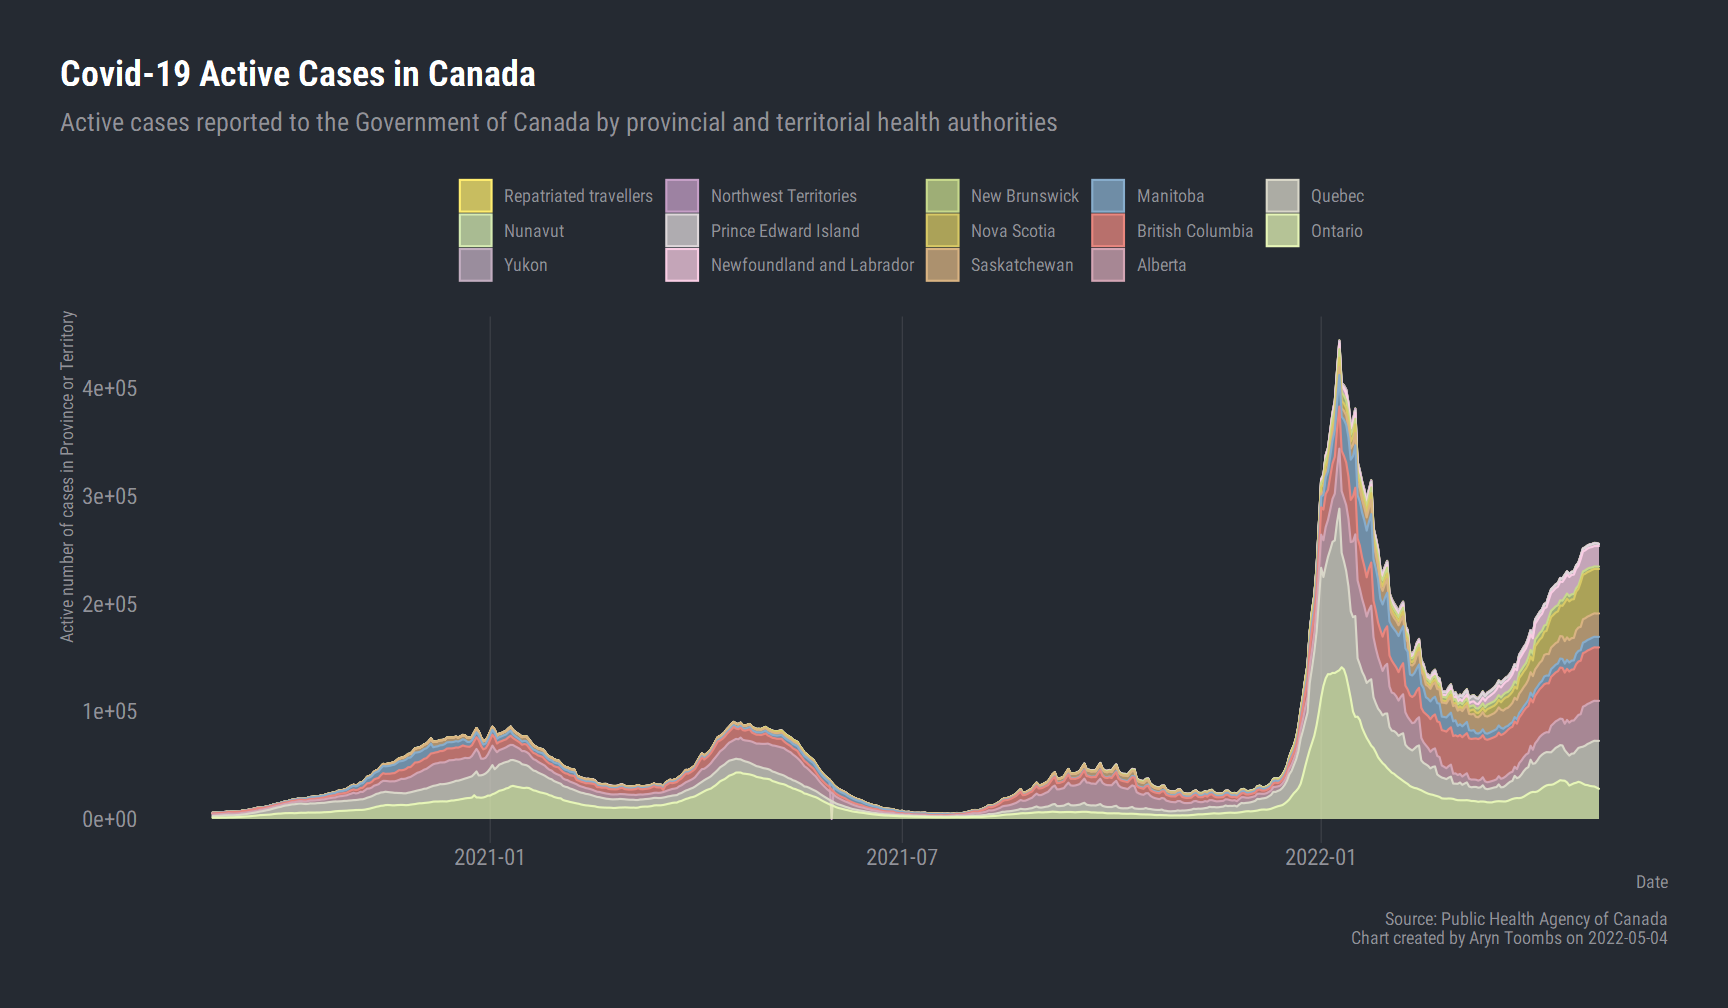 Covid-19 Active Cases in Canada
Active cases reported to the Government of Canada by provincial and territorial health authorities
Repatriated travellers Northwest Territories New Brunswick Manitoba Quebec
Nunavut Prince Edward Island Nova Scotia British Columbia Ontario
Yukon Newfoundland and Labrador Saskatchewan Alberta
Active number of cases in Province or Territory
4e+05
3e+05
2e+05
1e+05
0e+00
2021-01 2021-07 2022-01
Date
Source: Public Health Agency of Canada
Chart created by Aryn Toombs on 2022-05-04